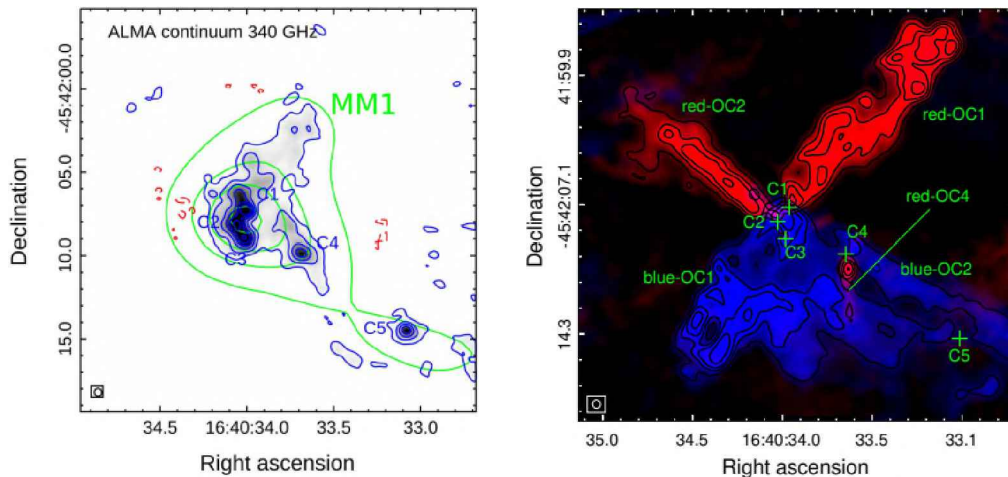 ALMA continuum 340 GHz
MM1
C1
C2
C4
C5
-45:42:00.0
05.0
10.0
15.0
Declination
34.5
16:40:34.0
33.5
33.0
Right ascension
red-OC2
red-OC1
C1
red-OC4
C2
C4
C3
blue-OC1
blue-OC2
C5
41:59.9
-45:42:07.1
14.3
Declination
35.0
34.5
16:40:34.0
33.5
33.1
Right ascension